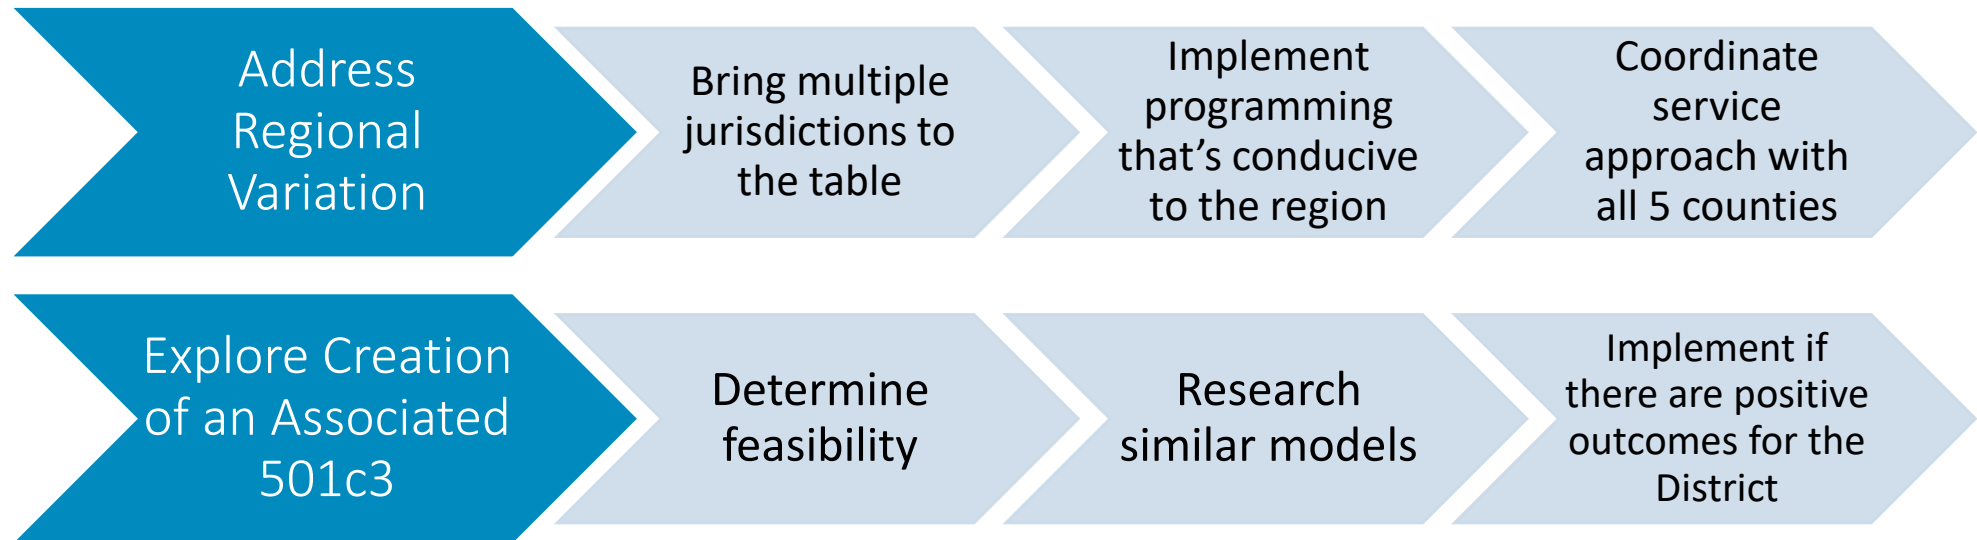 Address
Regional
Variation
Bring multiple
jurisdictions to
the table
Implement
programming
that’s conducive
to the region
Coordinate
service
approach with
all 5 counties
Explore Creation
of an Associated
501c3
Determine
feasibility
Research
similar models
Implement if
there are positive
outcomes for the
District